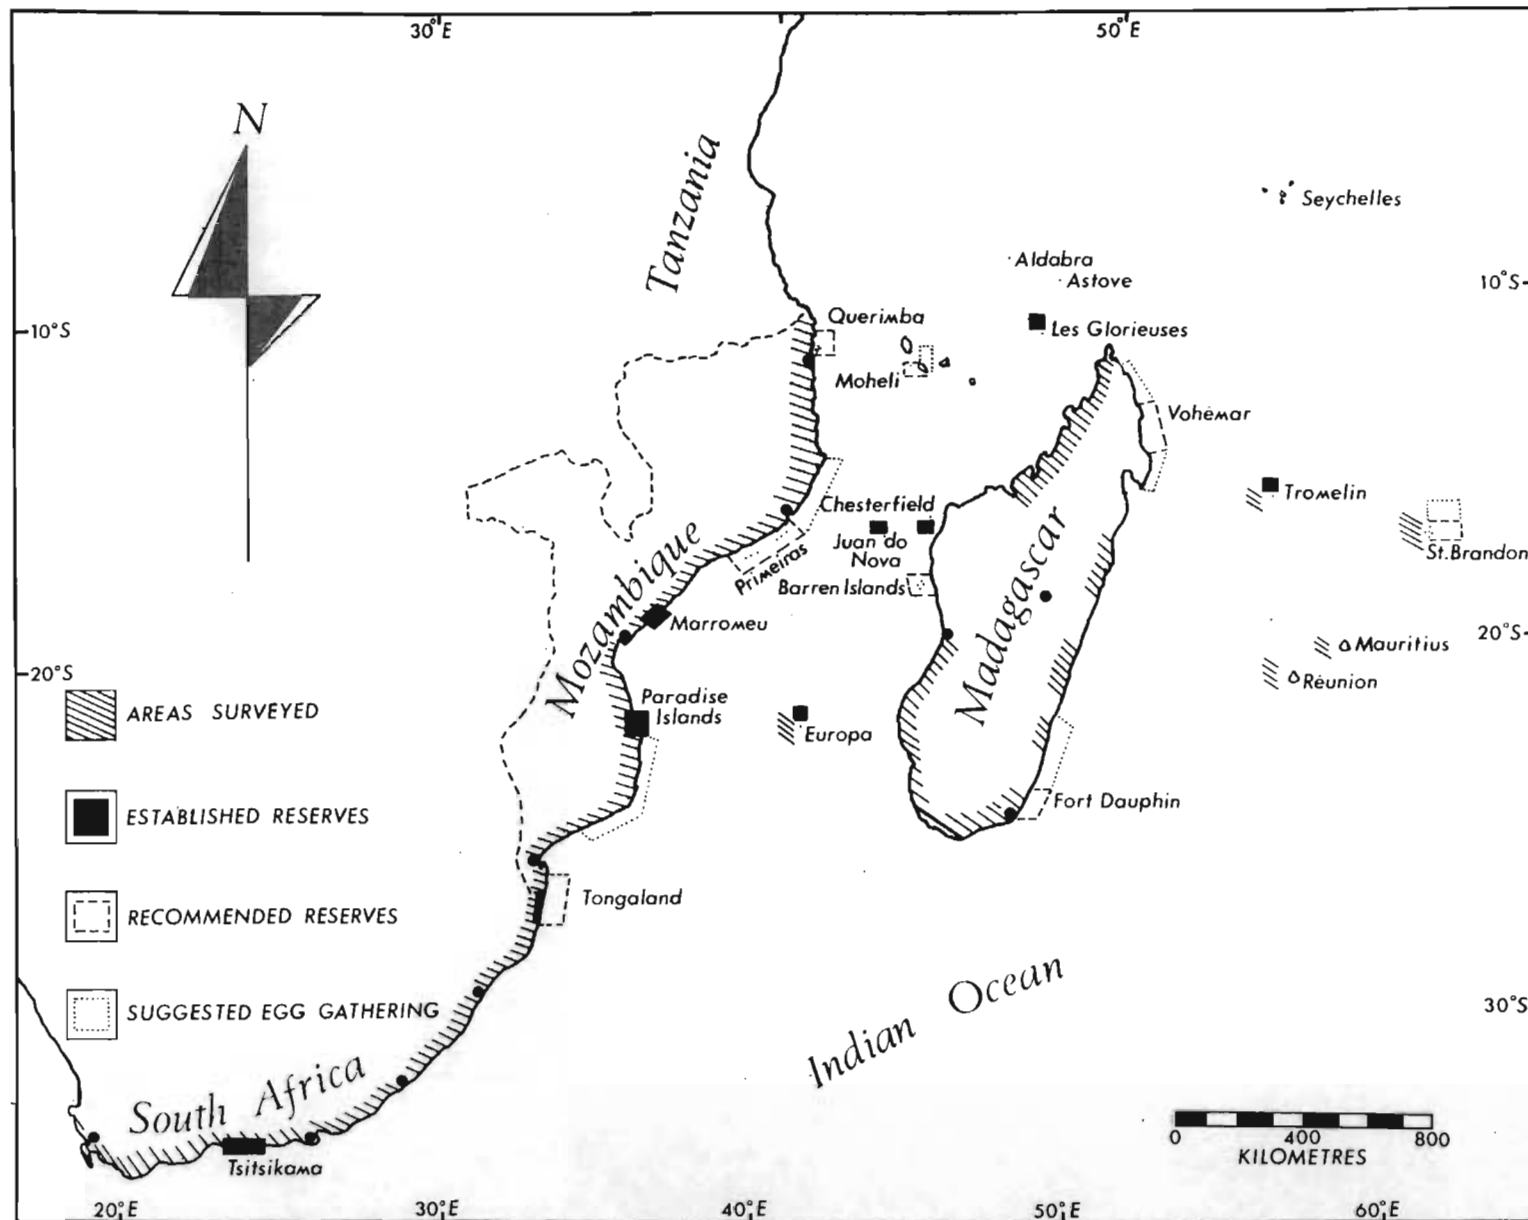 30°E
50°E
N
Tanzania
Seychelles
Aldabra
Astove
10°S
Querimba
Les Glorieuses
10°S
Moheli
Vohémar
Chesterfield
Tromelin
Juan do
Nova
St. Brandon
Primeiras
Barren Islands
Mozambique
Madagascar
Marromeu
20°S
Mauritius
20°S
Réunion
Paradise
Islands
AREAS SURVEYED
Europa
Fort Dauphin
ESTABLISHED RESERVES
Tongaland
RECOMMENDED RESERVES
Indian Ocean
SUGGESTED EGG GATHERING
30°S
South Africa
Tsitsikama
0 400 800
KILOMETRES
20°E
30°E
40°E
50°E
60°E